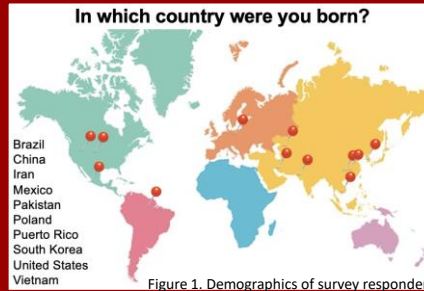 In which country were you born?
Brazil
China
Iran
Mexico
Pakistan
Poland
Puerto Rico
South Korea
United States
Vietnam
Figure 1. Demographics of survey